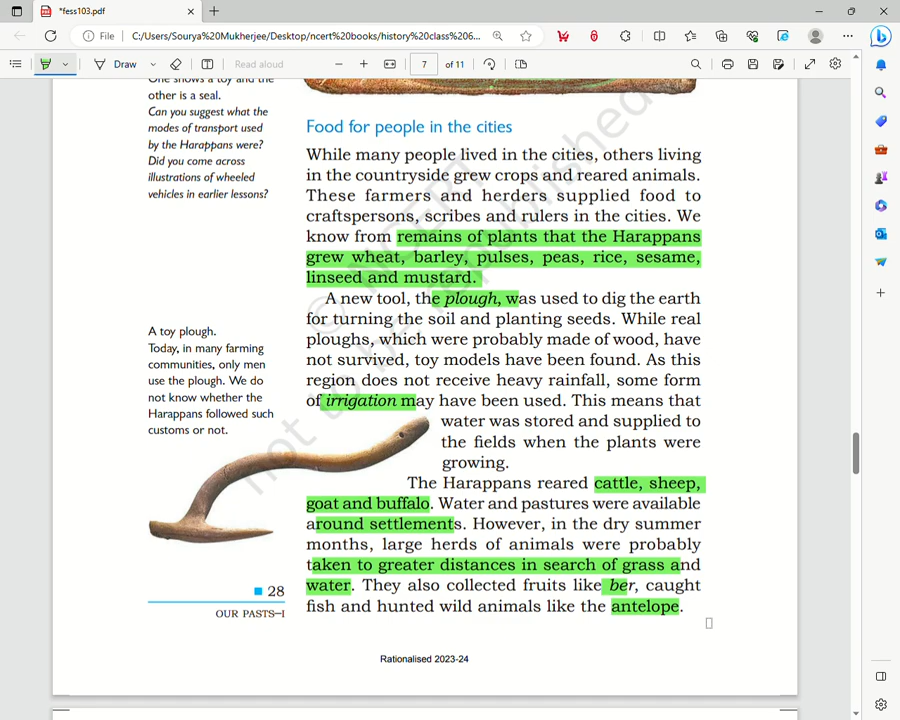 *fess103.pdf
File
C:/Users/Sourya%20Mukherjee/Desktop/ncert%20books/history%20class%206...
Draw
Read aloud
7
of 11
One shows a toy and the
other is a seal.
Can you suggest what the
modes of transport used
by the Harappans were?
Did you come across
illustrations of wheeled
vehicles in earlier lessons?
Food for people in the cities
While many people lived in the cities, others living
in the countryside grew crops and reared animals.
These farmers and herders supplied food to
craftspersons, scribes and rulers in the cities. We
know from remains of plants that the Harappans
grew wheat, barley, pulses, peas, rice, sesame,
linseed and mustard.
A new tool, the plough, was used to dig the earth
for turning the soil and planting seeds. While real
ploughs, which were probably made of wood, have
not survived, toy models have been found. As this
region does not receive heavy rainfall, some form
of irrigation may have been used. This means that
water was stored and supplied to
the fields when the plants were
growing.
A toy plough.
Today, in many farming
communities, only men
use the plough. We do
not know whether the
Harappans followed such
customs or not.
The Harappans reared cattle, sheep,
goat and buffalo. Water and pastures were available
around settlements. However, in the dry summer
months, large herds of animals were probably
taken to greater distances in search of grass and
water. They also collected fruits like ber, caught
fish and hunted wild animals like the antelope.
28
OUR PASTS–I
Rationalised 2023-24
© NCERT
not to be republished